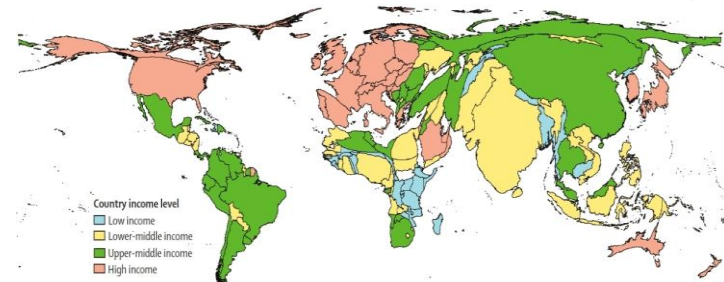 Country income level
Low income
Lower-middle income
Upper-middle income
High income